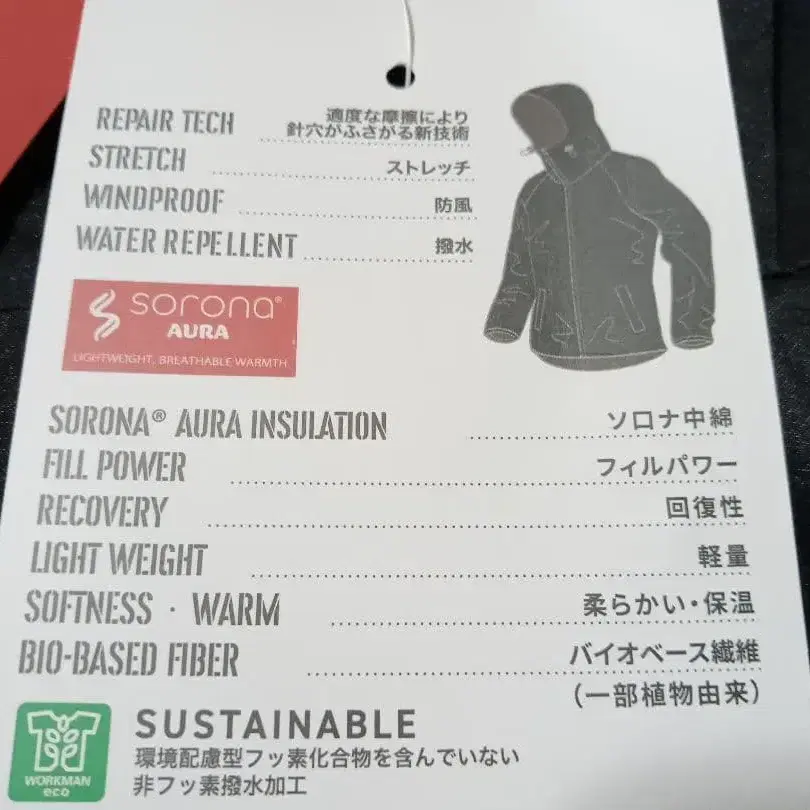 REPAIR TECH 適度な摩擦により
針穴がふさがる新技術
STRETCH ストレッチ
WINDPROOF 防風
WATER REPELLENT 撥水
sorona®
AURA
LIGHTWEIGHT, BREATHABLE WARMTH
SORONA® AURA INSULATION ソロナ中綿
FILL POWER フィルパワー
RECOVERY 回復性
LIGHT WEIGHT 軽量
SOFTNESS · WARM 柔らかい・保温
BIO-BASED FIBER バイオベース繊維
(一部植物由来)
SUSTAINABLE
環境配慮型フッ素化合物を含んでいない
非フッ素撥水加工
WORKMAN
eco